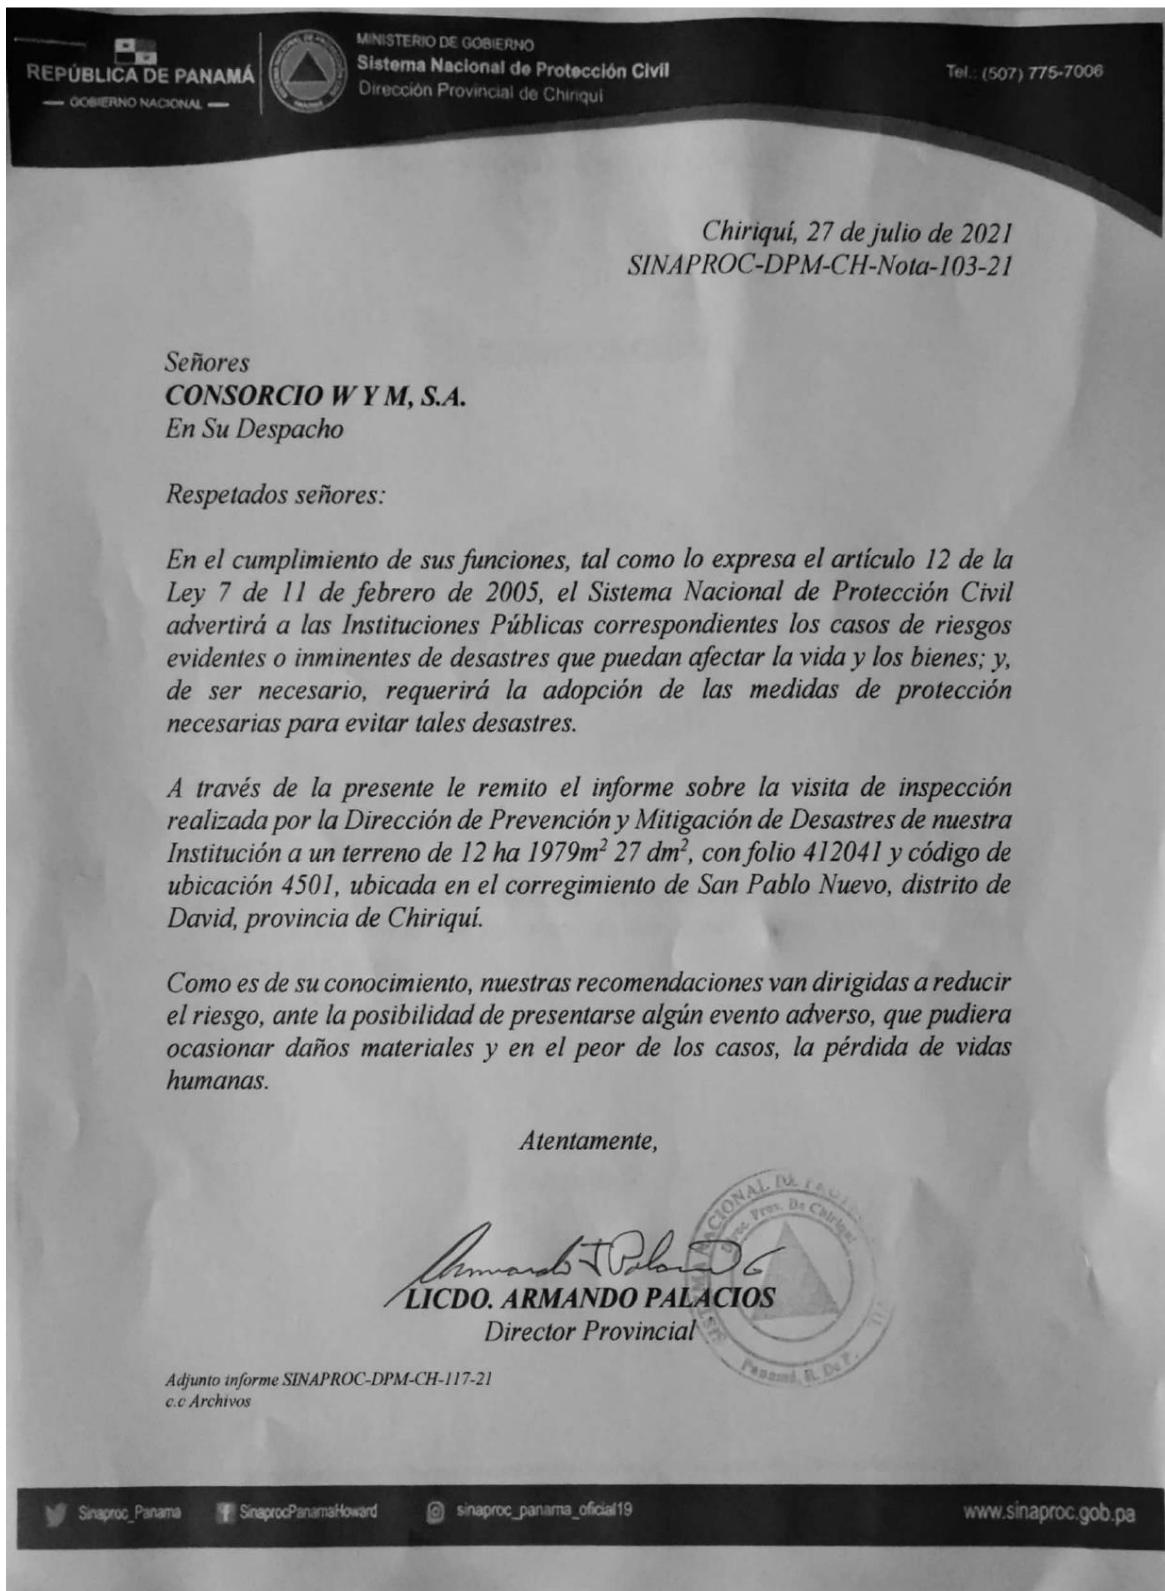 REPÚBLICA DE PANAMÁ
GOBIERNO NACIONAL
MINISTERIO DE GOBIERNO
Sistema Nacional de Protección Civil
Dirección Provincial de Chiriquí
Tel.: (507) 775-7006
Chiriquí, 27 de julio de 2021
SINAPROC-DPM-CH-Nota-103-21
Señores
CONSORCIO W Y M, S.A.
En Su Despacho
Respetados señores:
En el cumplimiento de sus funciones, tal como lo expresa el artículo 12 de la
Ley 7 de 11 de febrero de 2005, el Sistema Nacional de Protección Civil
advertirá a las Instituciones Públicas correspondientes los casos de riesgos
evidentes o inminentes de desastres que puedan afectar la vida y los bienes; y,
de ser necesario, requerirá la adopción de las medidas de protección
necesarias para evitar tales desastres.
A través de la presente le remito el informe sobre la visita de inspección
realizada por la Dirección de Prevención y Mitigación de Desastres de nuestra
Institución a un terreno de 12 ha 1979m² 27 dm², con folio 412041 y código de
ubicación 4501, ubicada en el corregimiento de San Pablo Nuevo, distrito de
David, provincia de Chiriquí.
Como es de su conocimiento, nuestras recomendaciones van dirigidas a reducir
el riesgo, ante la posibilidad de presentarse algún evento adverso, que pudiera
ocasionar daños materiales y en el peor de los casos, la pérdida de vidas
humanas.
Atentamente,
LICDO. ARMANDO PALACIOS
Director Provincial
Prov. De Chiriquí
Panamá, R. De P.
Adjunto informe SINAPROC-DPM-CH-117-21
c.c Archivos
Sinaproc_Panama
SinaprocPanamaHoward
sinaproc_panama_oficial19
www.sinaproc.gob.pa